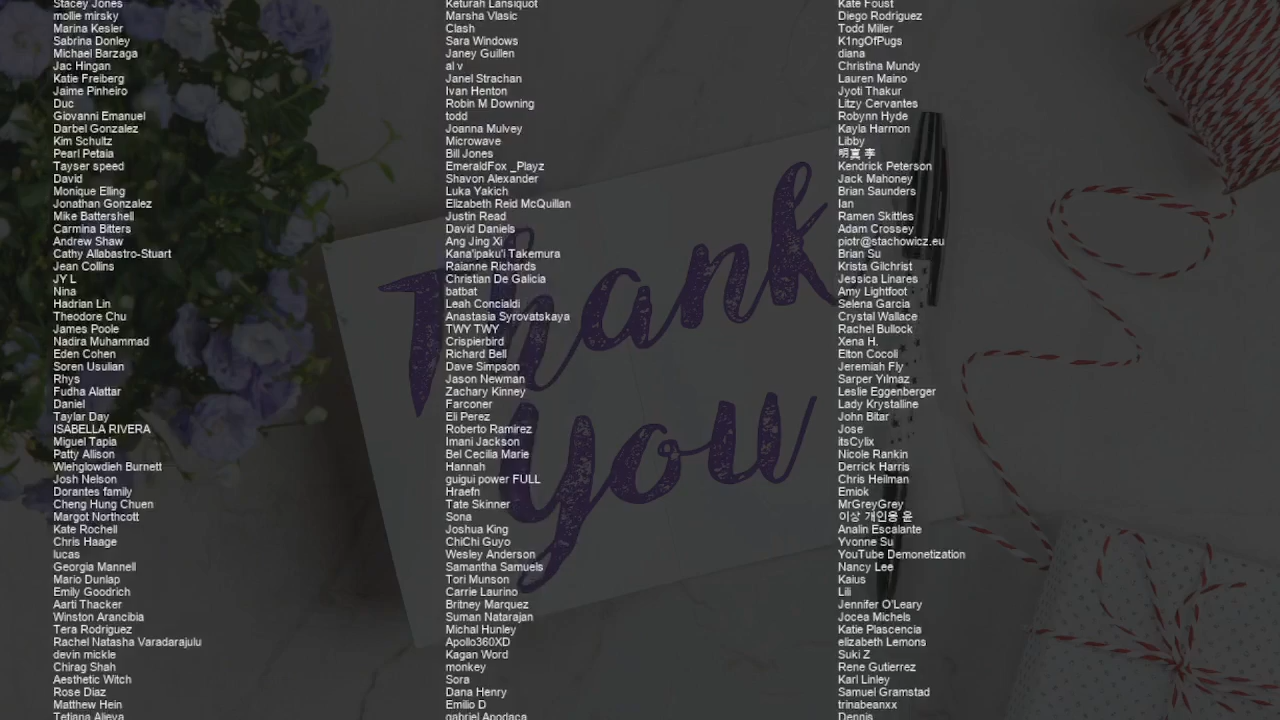 Stacey Jones
mollie mirsky
Marina Kesler
Sabrina Donley
Michael Barzaga
Jac Hingan
Katie Freiberg
Jaime Pinheiro
Duc
Giovanni Emanuel
Darbel Gonzalez
Kim Schultz
Pearl Petaia
Tayser speed
David
Monique Elling
Jonathan Gonzalez
Mike Battershell
Carmina Bitters
Andrew Shaw
Cathy Allabastro-Stuart
Jean Collins
JY L
Nina
Hadrian Lin
Theodore Chu
James Poole
Nadira Muhammad
Eden Cohen
Soren Usulian
Rhys
Fudha Alattar
Daniel
Taylar Day
ISABELLA RIVERA
Miguel Tapia
Patty Allison
Wiehglowdieh Burnett
Josh Nelson
Dorantes family
Cheng Hung Chuen
Margot Northcott
Kate Rochell
Chris Haage
lucas
Georgia Mannell
Mario Dunlap
Emily Goodrich
Aarti Thacker
Winston Arancibia
Tera Rodriguez
Rachel Natasha Varadarajulu
devin mickle
Chirag Shah
Aesthetic Witch
Rose Diaz
Matthew Hein
Tetiana Alieva
Keturah Lansiquot
Marsha Vlasic
Clash
Sara Windows
Janey Guillen
al v
Janel Strachan
Ivan Henton
Robin M Downing
todd
Joanna Mulvey
Microwave
Bill Jones
EmeraldFox _Playz
Shavon Alexander
Luka Yakich
Elizabeth Reid McQuillan
Justin Read
David Daniels
Ang Jing Xi
Kana'ipaku'i Takemura
Raianne Richards
Christian De Galicia
batbat
Leah Concialdi
Anastasia Syrovatskaya
TWY TWY
Crispierbird
Richard Bell
Dave Simpson
Jason Newman
Zachary Kinney
Farconer
Eli Perez
Roberto Ramirez
Imani Jackson
Bel Cecilia Marie
Hannah
guigui power FULL
Hraefn
Tate Skinner
Sona
Joshua King
ChiChi Guyo
Wesley Anderson
Samantha Samuels
Tori Munson
Carrie Laurino
Britney Marquez
Suman Natarajan
Michal Hunley
Apollo360XD
Kagan Word
monkey
Sora
Dana Henry
Emilio D
gabriel Apodaca
Kate Foust
Diego Rodriguez
Todd Miller
K1ngOfPugs
diana
Christina Mundy
Lauren Maino
Jyoti Thakur
Litzy Cervantes
Robynn Hyde
Kayla Harmon
Libby
明真 李
Kendrick Peterson
Jack Mahoney
Brian Saunders
Ian
Ramen Skittles
Adam Crossey
piotr@stachowicz.eu
Brian Su
Krista Gilchrist
Jessica Linares
Amy Lightfoot
Selena Garcia
Crystal Wallace
Rachel Bullock
Xena H.
Elton Cocoli
Jeremiah Fly
Sarper Yılmaz
Leslie Eggenberger
Lady Krystalline
John Bitar
Jose
itsCylix
Nicole Rankin
Derrick Harris
Chris Heilman
Emiok
MrGreyGrey
이상 개인용 윤
Analin Escalante
Yvonne Su
YouTube Demonetization
Nancy Lee
Kaius
Lili
Jennifer O'Leary
Jocea Michels
Katie Plascencia
elizabeth Lemons
Suki Z
Rene Gutierrez
Karl Linley
Samuel Gramstad
trinabeanxx
Dennis
Thank
you